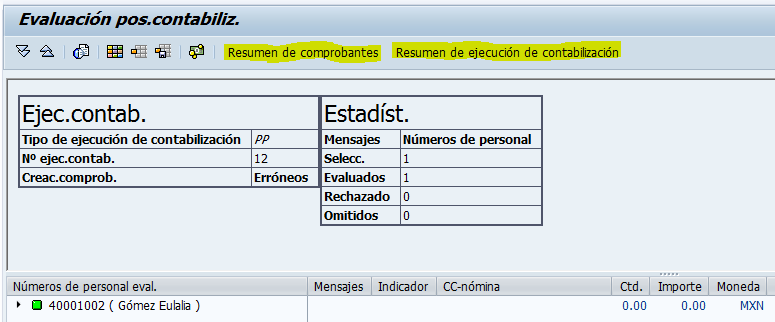 Evaluación pos.contabiliz.
Resumen de comprobantes Resumen de ejecución de contabilización
Ejec.contab.
Tipo de ejecución de contabilización PP
Nº ejec.contab. 12
Creac.comprob. Erróneos
Estadíst.
Mensajes Números de personal
Selecc. 1
Evaluados 1
Rechazado 0
Omitidos 0
Números de personal eval. Mensajes Indicador CC-nómina Ctd. Importe Moneda
40001002 ( Gómez Eulalia ) 0.00 0.00 MXN